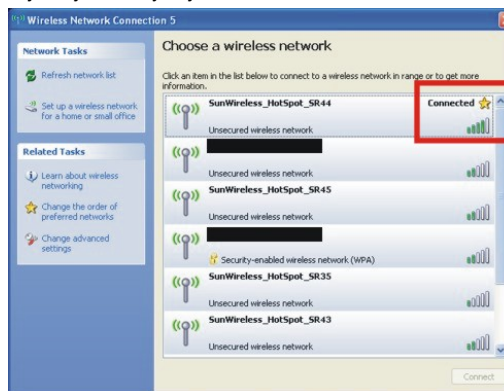 Wireless Network Connection 5
Network Tasks
Refresh network list
Set up a wireless network
for a home or small office
Related Tasks
Learn about wireless
networking
Change the order of
preferred networks
Change advanced
settings
Choose a wireless network
Click an item in the list below to connect to a wireless network in range or to get more
information.
SunWireless_HotSpot_SR44
Connected
Unsecured wireless network
Unsecured wireless network
SunWireless_HotSpot_SR45
Unsecured wireless network
Security-enabled wireless network (WPA)
SunWireless_HotSpot_SR35
Unsecured wireless network
SunWireless_HotSpot_SR43
Unsecured wireless network
Connect